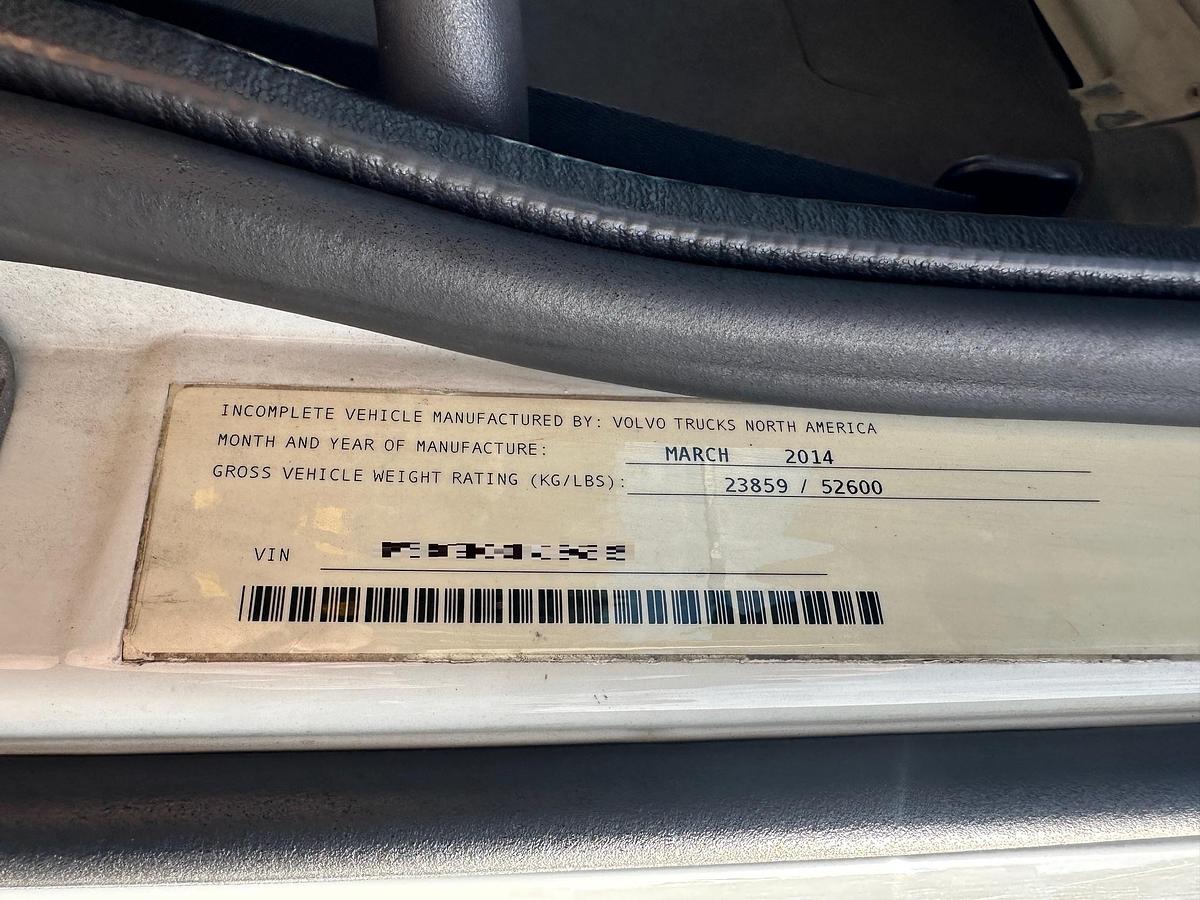 INCOMPLETE VEHICLE MANUFACTURED BY: VOLVO TRUCKS NORTH AMERICA
MONTH AND YEAR OF MANUFACTURE: MARCH 2014
GROSS VEHICLE WEIGHT RATING (KG/LBS): 23859 / 52600
VIN